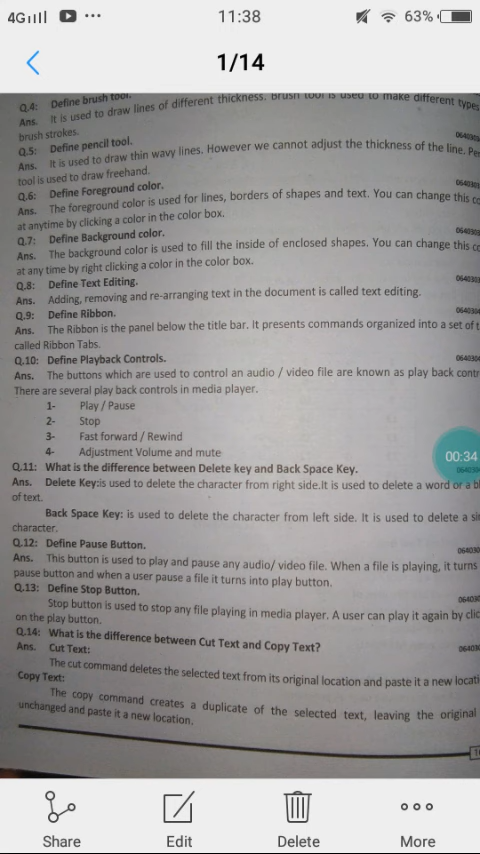 4G
11:38
63%
1/14
Q.4: Define brush tool.
Ans. It is used to draw lines of different thickness. Brush tool is used to make different types
brush strokes.
Q.5: Define pencil tool.
Ans. It is used to draw thin wavy lines. However we cannot adjust the thickness of the line.
tool is used to draw freehand.
Q.6: Define Foreground color.
Ans. The foreground color is used for lines, borders of shapes and text. You can change this
at anytime by clicking a color in the color box.
Q.7: Define Background color.
Ans. The background color is used to fill the inside of enclosed shapes. You can change this
at any time by right clicking a color in the color box.
Q.8: Define Text Editing.
Ans. Adding, removing and re-arranging text in the document is called text editing.
Q.9: Define Ribbon.
Ans. The Ribbon is the panel below the title bar. It presents commands organized into a set of
called Ribbon Tabs.
Q.10: Define Playback Controls.
Ans. The buttons which are used to control an audio / video file are known as play back
There are several play back controls in media player.
1- Play / Pause
2- Stop
3- Fast forward / Rewind
4- Adjustment Volume and mute
00:34
Q.11: What is the difference between Delete key and Back Space Key.
Ans. Delete Key:is used to delete the character from right side.It is used to delete a word or a
of text.
Back Space Key: is used to delete the character from left side. It is used to delete a
character.
Q.12: Define Pause Button.
Ans. This button is used to play and pause any audio/ video file. When a file is playing, it turns
pause button and when a user pause a file it turns into play button.
Q.13: Define Stop Button.
Stop button is used to stop any file playing in media player. A user can play it again by
on the play button.
Q.14: What is the difference between Cut Text and Copy Text?
Ans. Cut Text:
The cut command deletes the selected text from its original location and paste it a new
Copy Text:
The copy command creates a duplicate of the selected text, leaving the original
unchanged and paste it a new location.
Share Edit Delete More